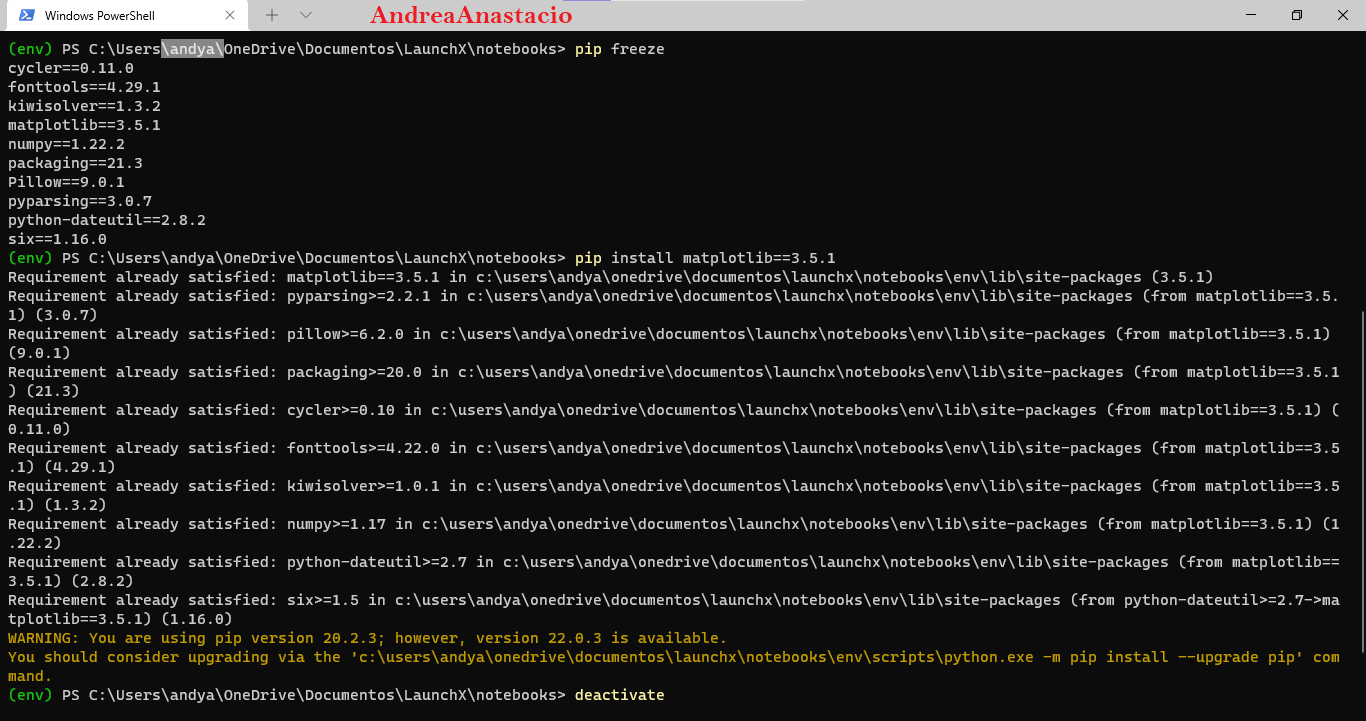 Windows PowerShell
AndreaAnastacio
(env) PS C:\Users\andya\OneDrive\Documentos\LaunchX\notebooks> pip freeze
cycler==0.11.0
fonttools==4.29.1
kiwisolver==1.3.2
matplotlib==3.5.1
numpy==1.22.2
packaging==21.3
Pillow==9.0.1
pyparsing==3.0.7
python-dateutil==2.8.2
six==1.16.0
(env) PS C:\Users\andya\OneDrive\Documentos\LaunchX\notebooks> pip install matplotlib==3.5.1
Requirement already satisfied: matplotlib==3.5.1 in c:\users\andya\onedrive\documentos\launchx\notebooks\env\lib\site-packages (3.5.1)
Requirement already satisfied: pyparsing>=2.2.1 in c:\users\andya\onedrive\documentos\launchx\notebooks\env\lib\site-packages (from matplotlib==3.5.
1) (3.0.7)
Requirement already satisfied: pillow>=6.2.0 in c:\users\andya\onedrive\documentos\launchx\notebooks\env\lib\site-packages (from matplotlib==3.5.1)
(9.0.1)
Requirement already satisfied: packaging>=20.0 in c:\users\andya\onedrive\documentos\launchx\notebooks\env\lib\site-packages (from matplotlib==3.5.1
) (21.3)
Requirement already satisfied: cycler>=0.10 in c:\users\andya\onedrive\documentos\launchx\notebooks\env\lib\site-packages (from matplotlib==3.5.1) (
0.11.0)
Requirement already satisfied: fonttools>=4.22.0 in c:\users\andya\onedrive\documentos\launchx\notebooks\env\lib\site-packages (from matplotlib==3.5
.1) (4.29.1)
Requirement already satisfied: kiwisolver>=1.0.1 in c:\users\andya\onedrive\documentos\launchx\notebooks\env\lib\site-packages (from matplotlib==3.5
.1) (1.3.2)
Requirement already satisfied: numpy>=1.17 in c:\users\andya\onedrive\documentos\launchx\notebooks\env\lib\site-packages (from matplotlib==3.5.1) (1
.22.2)
Requirement already satisfied: python-dateutil>=2.7 in c:\users\andya\onedrive\documentos\launchx\notebooks\env\lib\site-packages (from matplotlib==
3.5.1) (2.8.2)
Requirement already satisfied: six>=1.5 in c:\users\andya\onedrive\documentos\launchx\notebooks\env\lib\site-packages (from python-dateutil>=2.7->ma
tplotlib==3.5.1) (1.16.0)
WARNING: You are using pip version 20.2.3; however, version 22.0.3 is available.
You should consider upgrading via the 'c:\users\andya\onedrive\documentos\launchx\notebooks\env\scripts\python.exe -m pip install --upgrade pip' com
mand.
(env) PS C:\Users\andya\OneDrive\Documentos\LaunchX\notebooks> deactivate